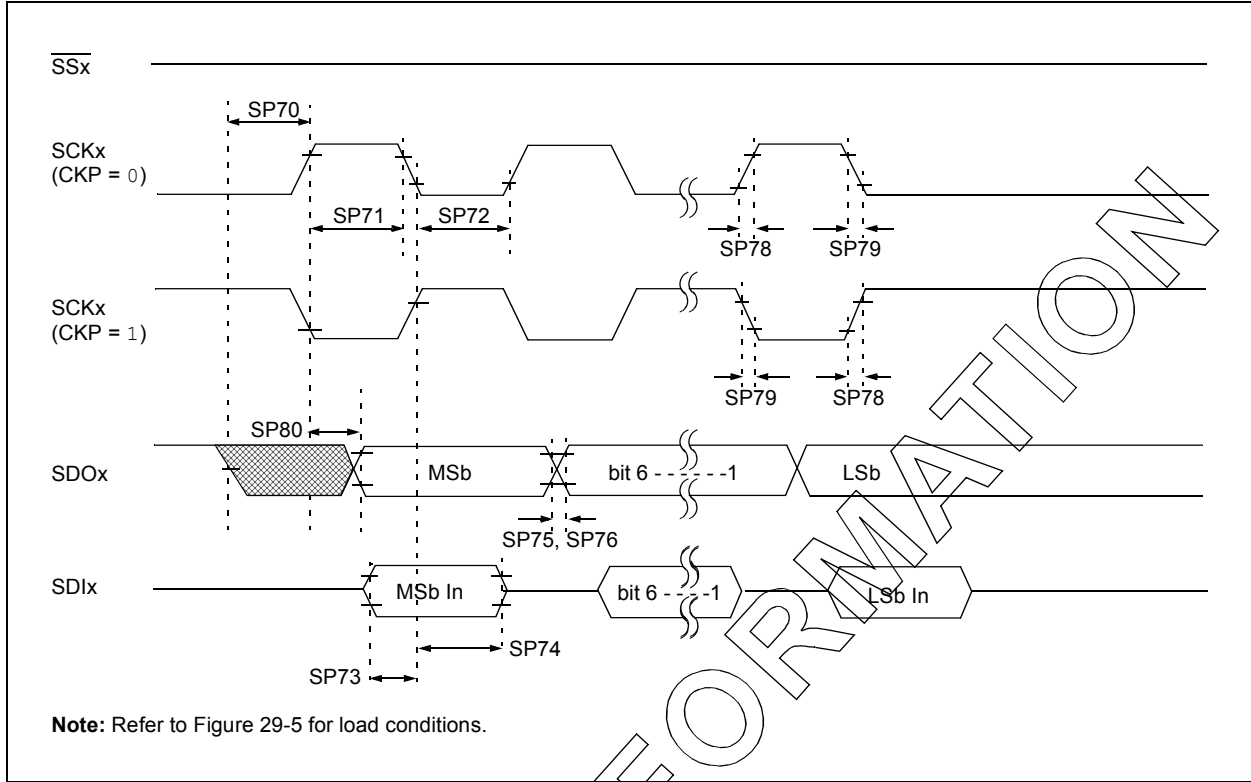 SSx
SP70
SCKx
(CKP = 0)
SP71
SP72
SP78
SP79
SCKx
(CKP = 1)
SP79
SP78
SP80
SDOx
MSb
bit 6 - - - - - -1
LSb
SP75, SP76
SDIx
MSb In
bit 6 - - - - -1
LSb In
SP74
SP73
Note: Refer to Figure 29-5 for load conditions.
FORMATION